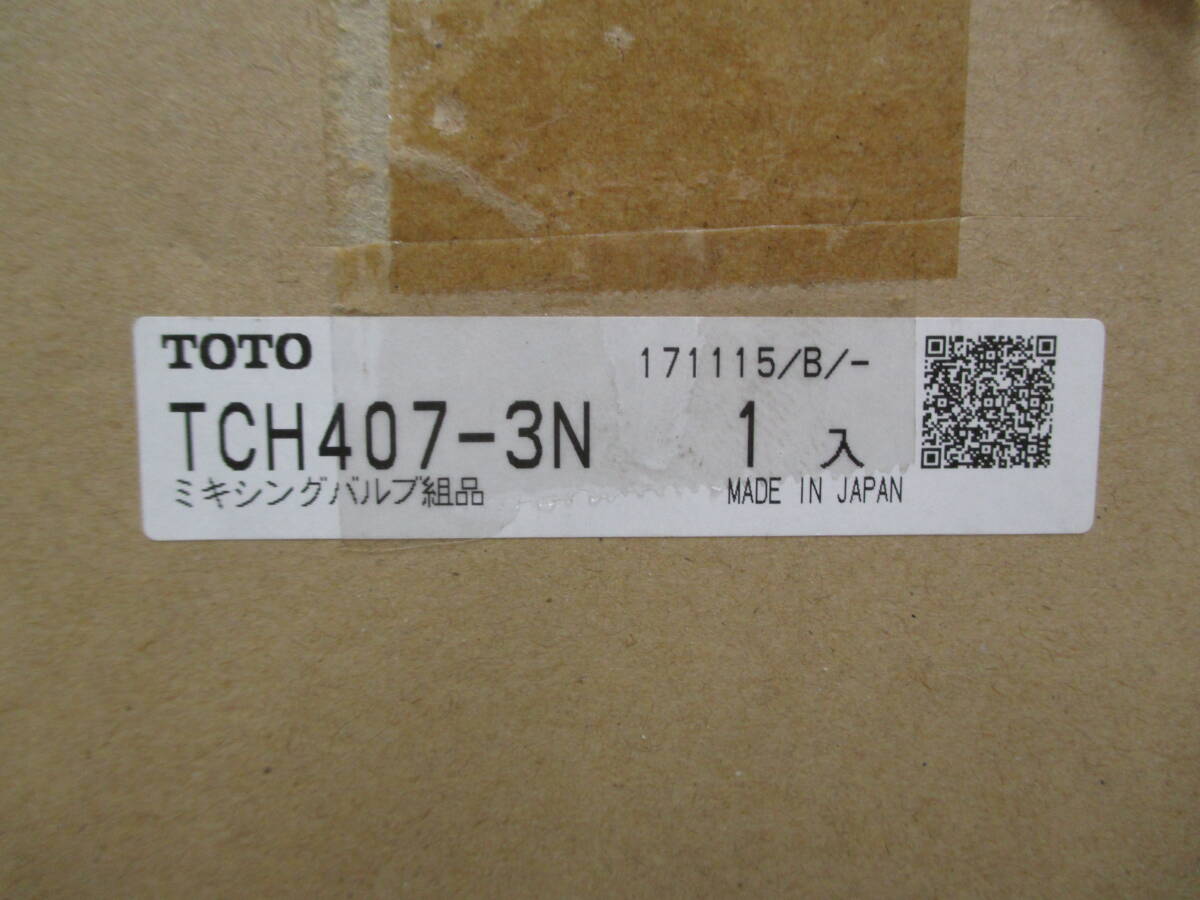 TOTO
171115/B/-
TCH407-3N 1 入
ミキシングバルブ組品
MADE IN JAPAN